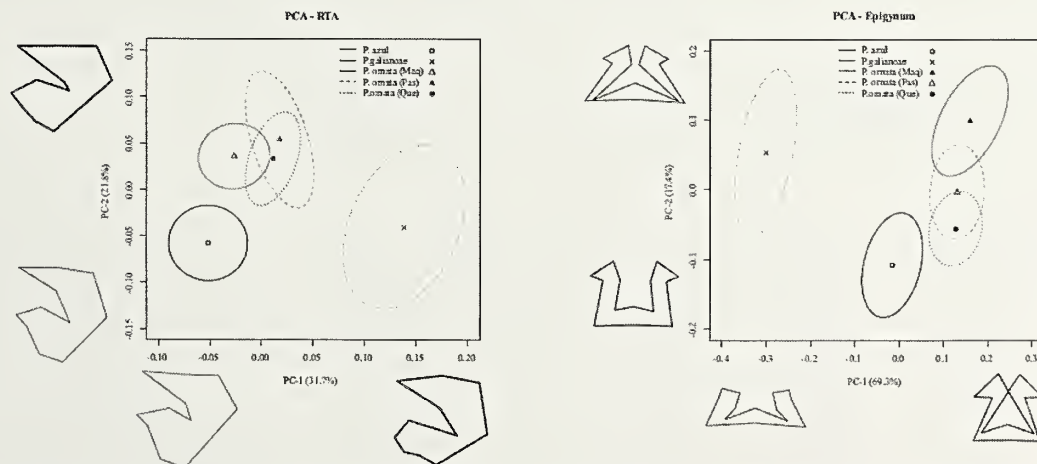 PCA - RTA
P. azul
P.galianoae
P. ornata (Maq)
P. ornata (Pas)
P.ornata (Que)
PC-2 (21.8%)
0.15
0.10
0.05
0.00
-0.05
-0.10
-0.15
-0.10
-0.05
0.00
0.05
0.10
0.15
0.20
PC-1 (31.7%)
PCA - Epigynum
P. azul
P.galianoae
P. ornata (Maq)
P. ornata (Pas)
P.ornata (Que)
PC-2 (17.4%)
0.2
0.1
0.0
-0.1
-0.2
-0.4
-0.3
-0.2
-0.1
0.0
0.1
0.2
0.3
PC-1 (69.3%)